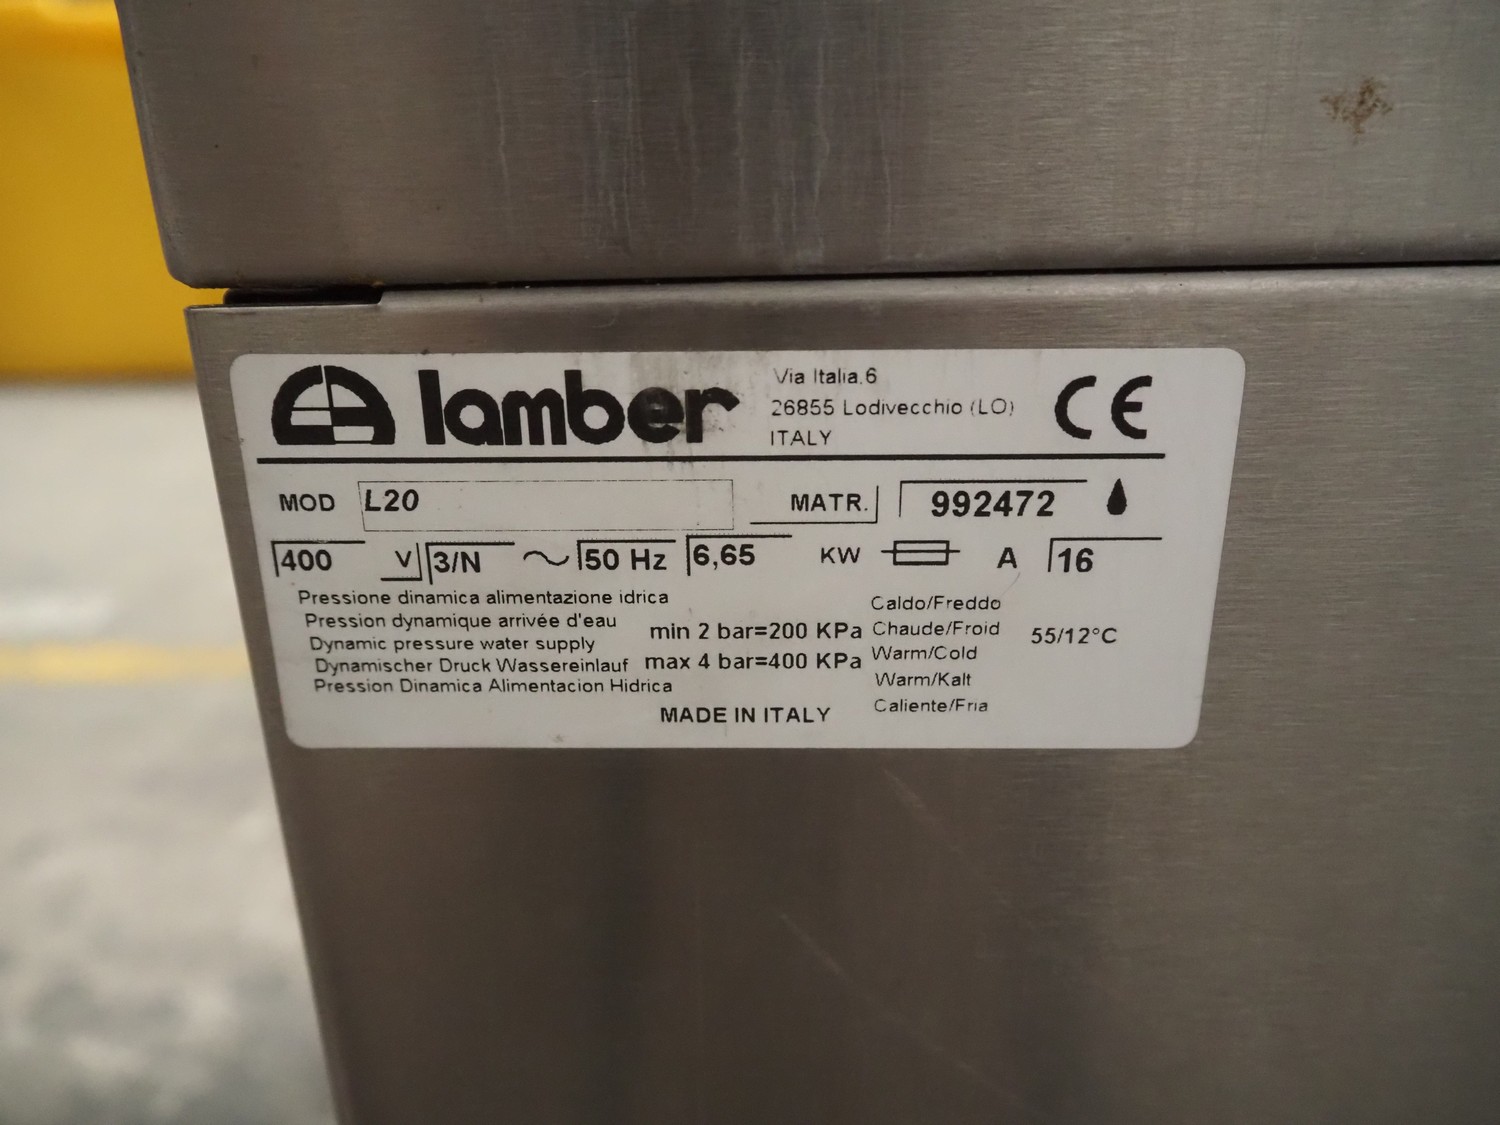 lamber
Via Italia,6
26855 Lodivecchio (LO)
ITALY
CE
MOD L20 MATR. 992472
400 V 3/N ~ 50 Hz 6,65 KW A 16
Pressione dinamica alimentazione idrica
Pression dynamique arrivée d'eau
Dynamic pressure water supply
Dynamischer Druck Wassereinlauf
Pression Dinamica Alimentacion Hidrica
min 2 bar=200 KPa
max 4 bar=400 KPa
Caldo/Freddo
Chaude/Froid
Warm/Cold
Warm/Kalt
Caliente/Fria
55/12°C
MADE IN ITALY